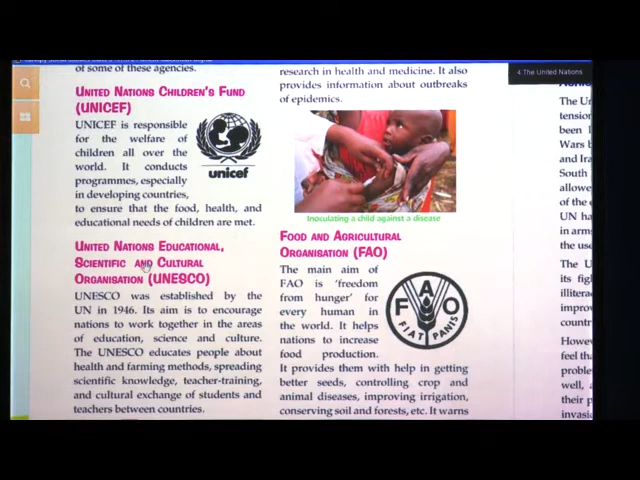 of some of these agencies.
UNITED NATIONS CHILDREN'S FUND
(UNICEF)
UNICEF is responsible
for the welfare of
children all over the
world. It conducts
programmes, especially
in developing countries,
to ensure that the food, health, and
educational needs of children are met.
unicef
UNITED NATIONS EDUCATIONAL,
SCIENTIFIC AND CULTURAL
ORGANISATION (UNESCO)
UNESCO was established by the
UN in 1946. Its aim is to encourage
nations to work together in the areas
of education, science and culture.
The UNESCO educates people about
health and farming methods, spreading
scientific knowledge, teacher-training,
and cultural exchange of students and
teachers between countries.
research in health and medicine. It also
provides information about outbreaks
of epidemics.
Inoculating a child against a disease
FOOD AND AGRICULTURAL
ORGANISATION (FAO)
The main aim of
FAO is 'freedom
from hunger' for
every human in
the world. It helps
nations to increase
food production.
It provides them with help in getting
better seeds, controlling crop and
animal diseases, improving irrigation,
conserving soil and forests, etc. It warns
FAO
FIAT PANIS
4.The United Nations
The
tension
been
Wars
and
South
allowe
of the
UN
in arms
the use
The
its
illitera
improv
countr
Howe
feel
proble
well,
their
invasi